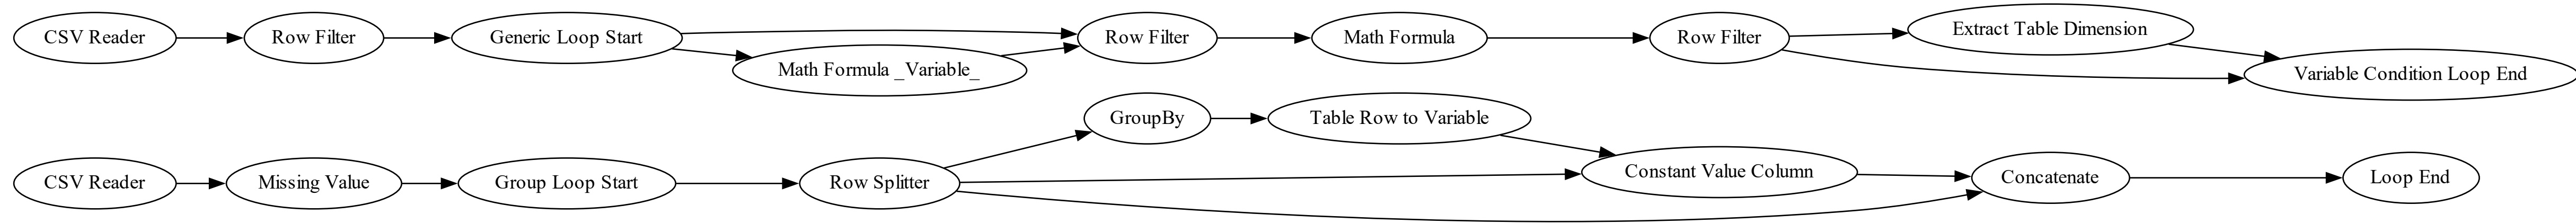 CSV Reader
Row Filter
Generic Loop Start
Math Formula _Variable_
Row Filter
Math Formula
Row Filter
Extract Table Dimension
Variable Condition Loop End
CSV Reader
Missing Value
Group Loop Start
Row Splitter
GroupBy
Table Row to Variable
Constant Value Column
Concatenate
Loop End